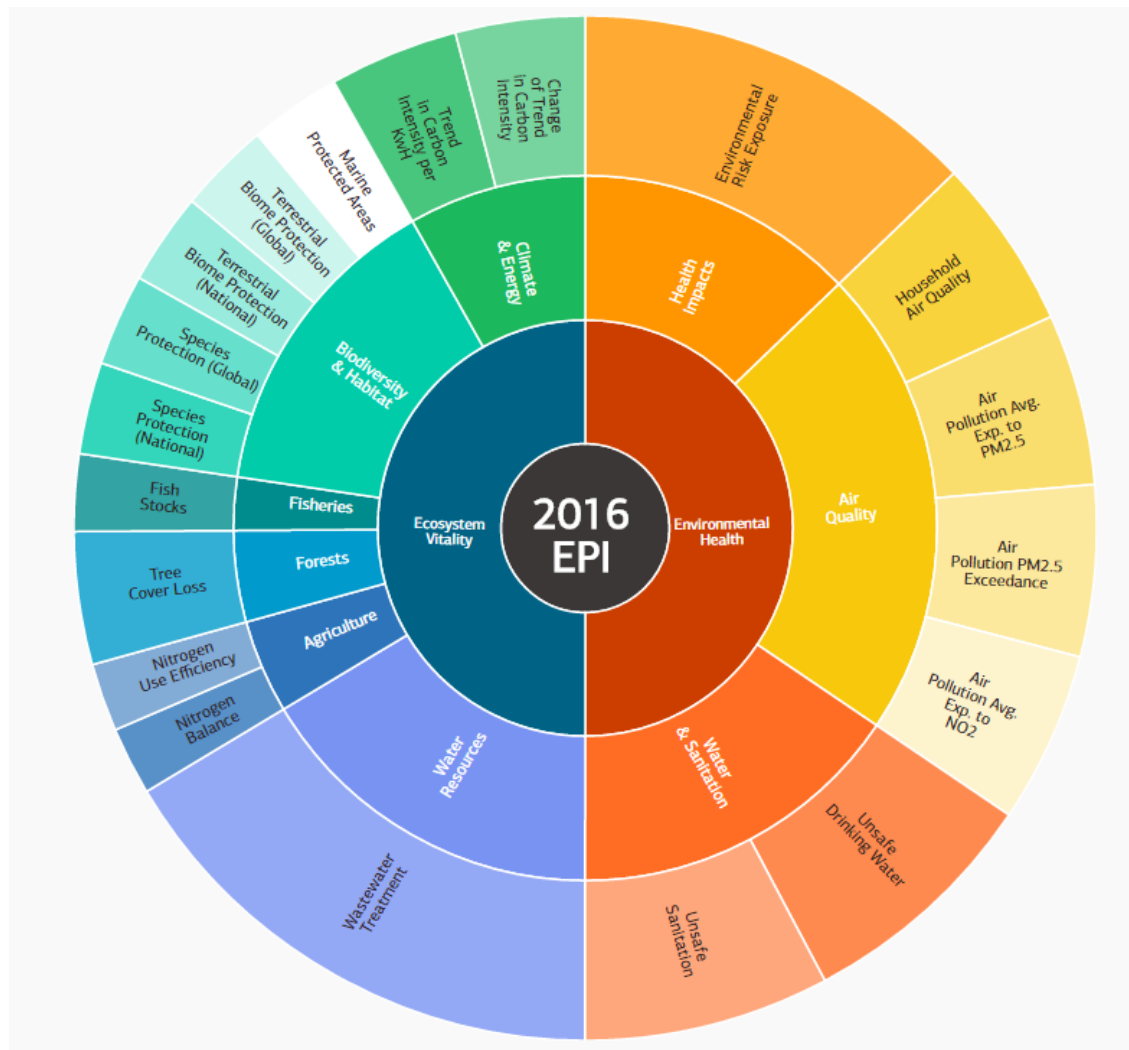 2016
EPI
Environmental
Health
Ecosystem
Vitality
Health
Impacts
Air
Quality
Water
& Sanitation
Water
Resources
Agriculture
Forests
Fisheries
Biodiversity
& Habitat
Climate
& Energy
Environmental
Risk Exposure
Household
Air Quality
Air
Pollution Avg.
Exp. to
PM2.5
Air
Pollution PM2.5
Exceedance
Air
Pollution Avg.
Exp. to
NO2
Unsafe
Drinking Water
Unsafe
Sanitation
Wastewater
Treatment
Nitrogen
Balance
Nitrogen
Use Efficiency
Tree
Cover Loss
Fish
Stocks
Species
Protection
(National)
Species
Protection (Global)
Terrestrial
Biome Protection
(National)
Terrestrial
Biome Protection
(Global)
Marine
Protected Areas
Trend
in Carbon
Intensity per
KwH
Change
of Trend
in Carbon
Intensity